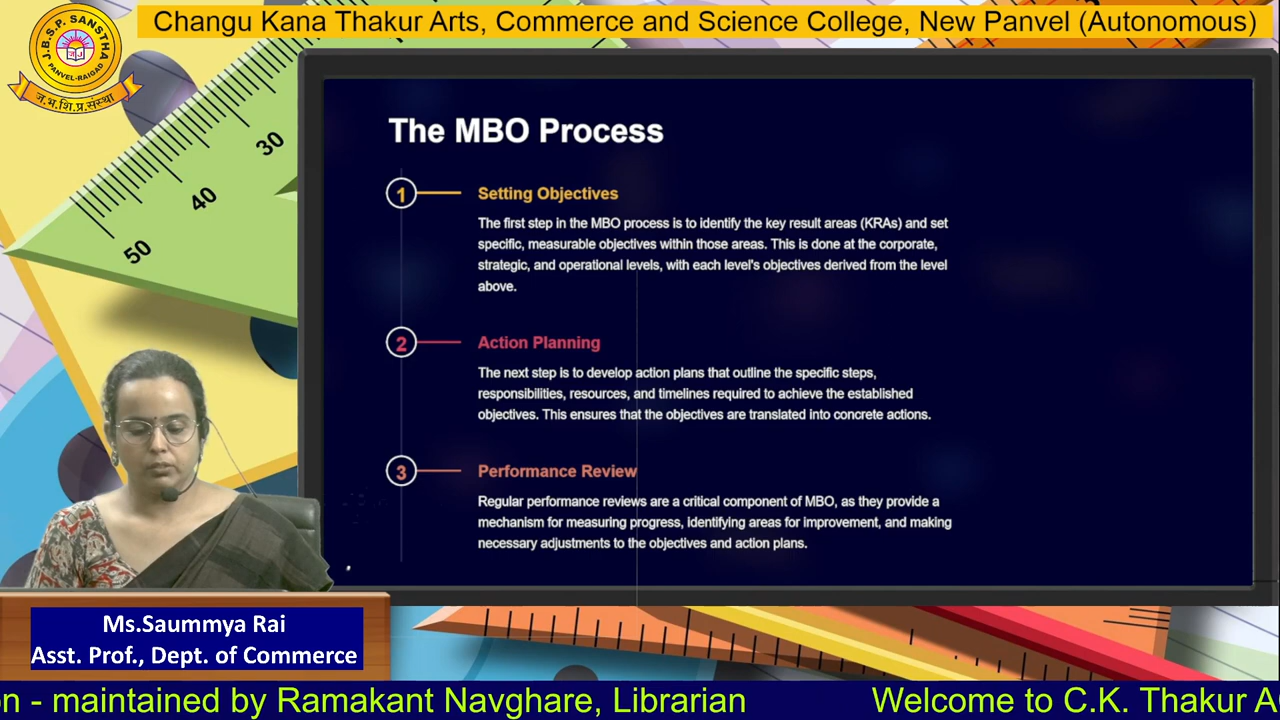 Changu Kana Thakur Arts, Commerce and Science College, New Panvel (Autonomous)
J.B.S.P. SANSTHA
PANVEL-RAIGAD
ज.भ.शि.प्र.संस्था
30
40
50
The MBO Process
1
Setting Objectives
The first step in the MBO process is to identify the key result areas (KRAs) and set
specific, measurable objectives within those areas. This is done at the corporate,
strategic, and operational levels, with each level's objectives derived from the level
above.
2
Action Planning
The next step is to develop action plans that outline the specific steps,
responsibilities, resources, and timelines required to achieve the established
objectives. This ensures that the objectives are translated into concrete actions.
3
Performance Review
Regular performance reviews are a critical component of MBO, as they provide a
mechanism for measuring progress, identifying areas for improvement, and making
necessary adjustments to the objectives and action plans.
Ms.Saummya Rai
Asst. Prof., Dept. of Commerce
on - maintained by Ramakant Navghare, Librarian Welcome to C.K. Thakur A